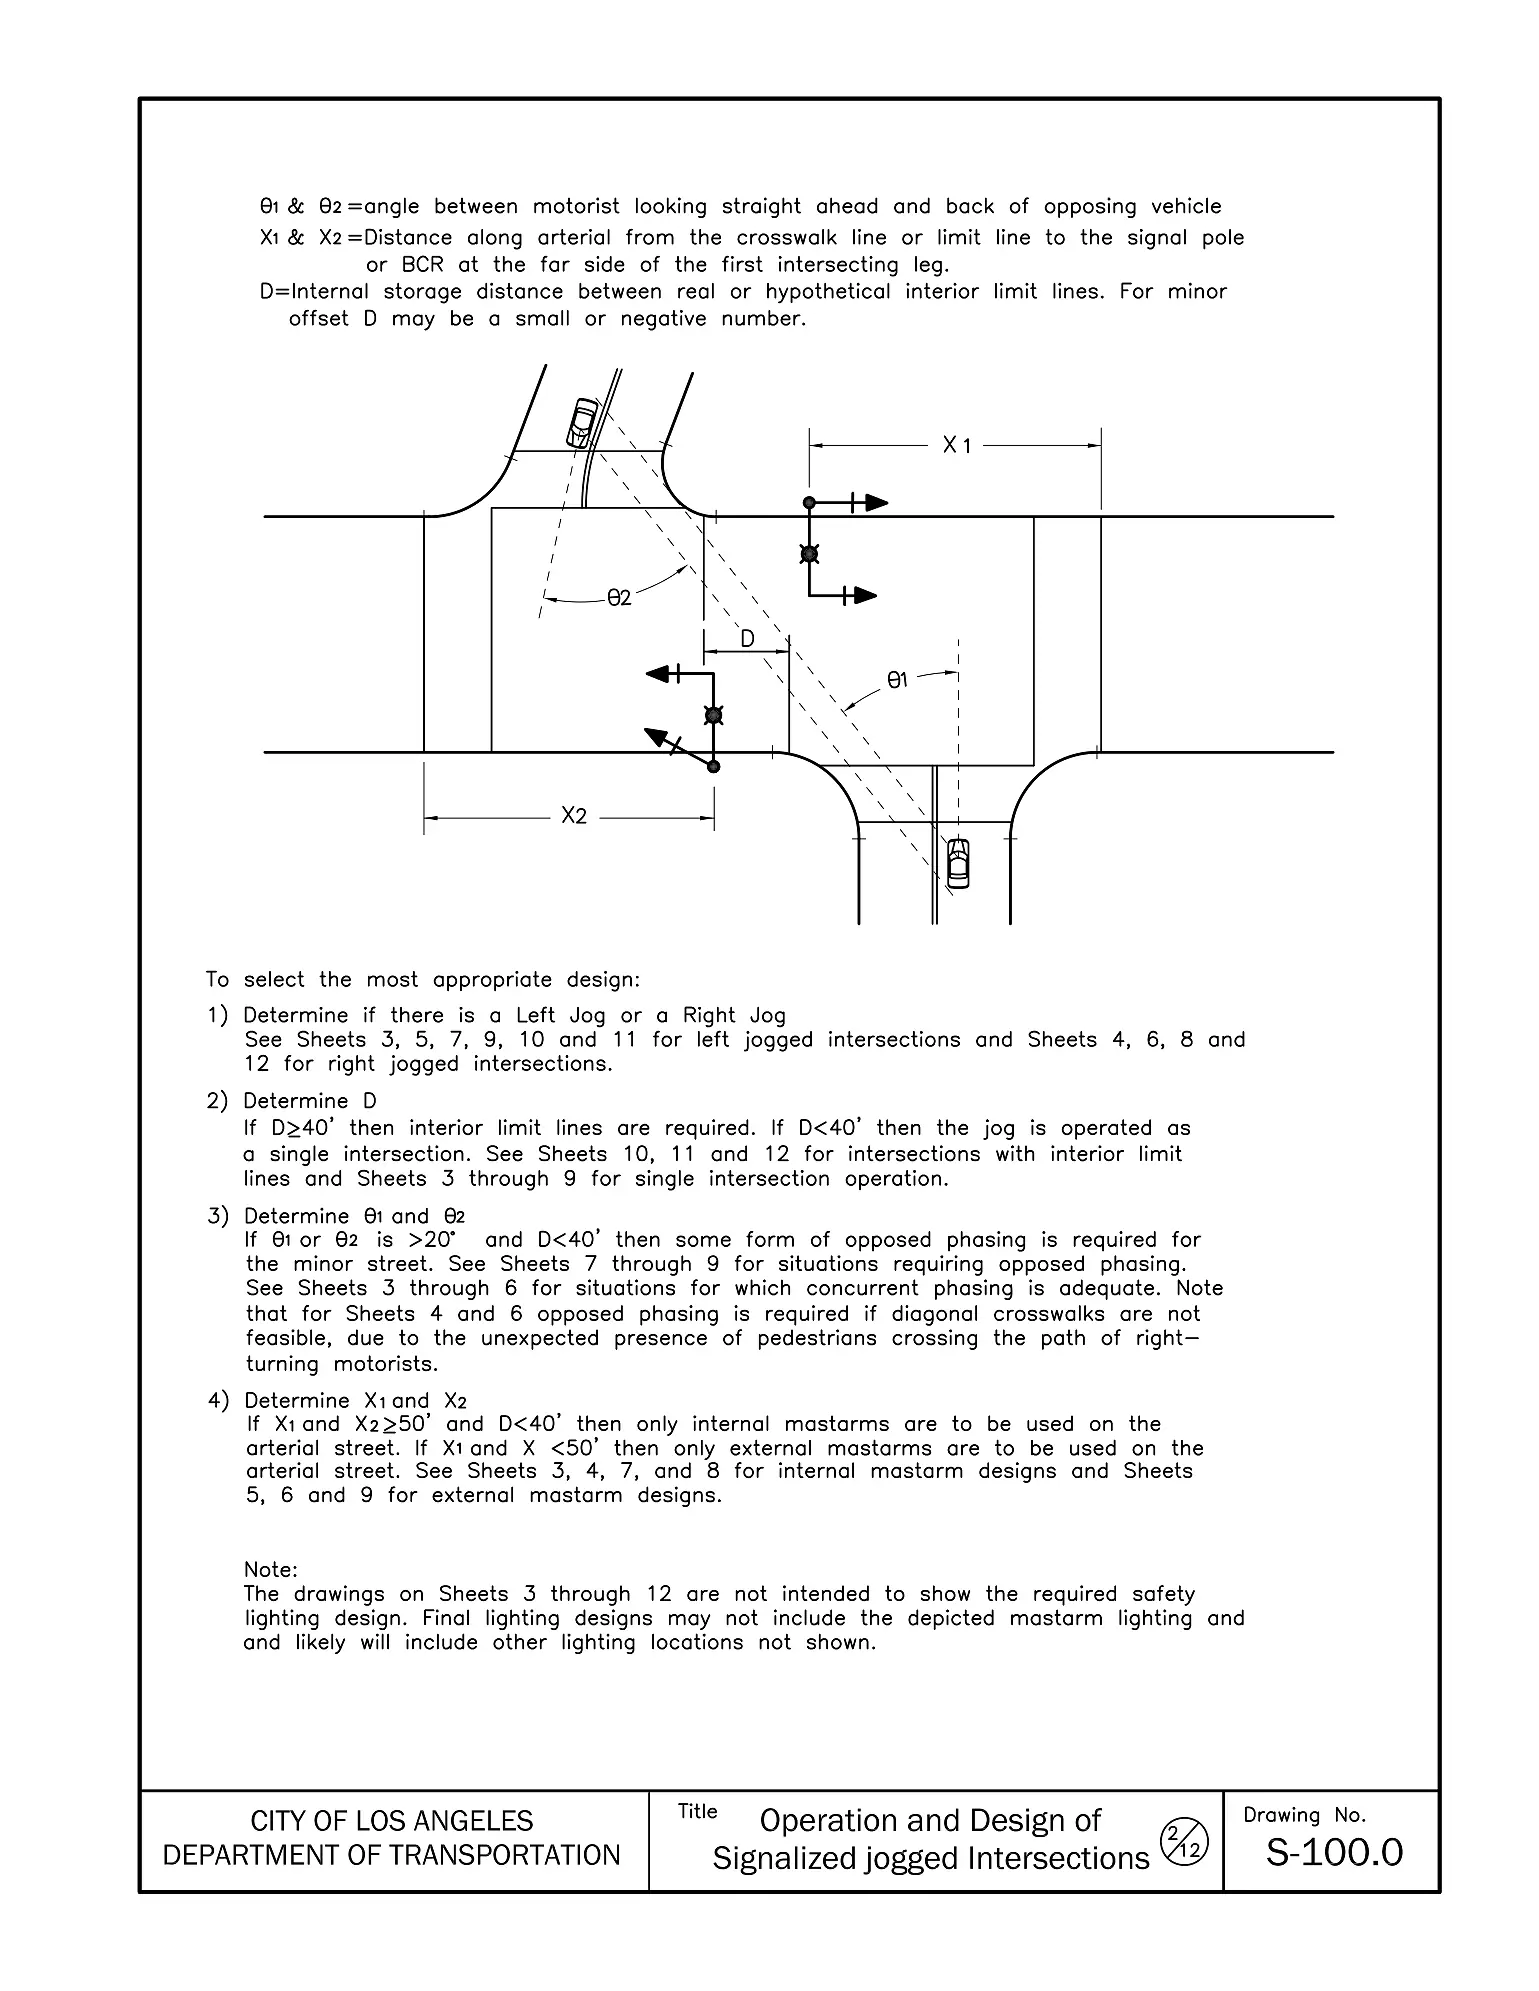 θ1 & θ2=angle between motorist looking straight ahead and back of opposing vehicle
X1 & X2=Distance along arterial from the crosswalk line or limit line to the signal pole
or BCR at the far side of the first intersecting leg.
D=Internal storage distance between real or hypothetical interior limit lines. For minor
offset D may be a small or negative number.
X1
θ2
D
θ1
X2
To select the most appropriate design:
1) Determine if there is a Left Jog or a Right Jog
See Sheets 3, 5, 7, 9, 10 and 11 for left jogged intersections and Sheets 4, 6, 8 and
12 for right jogged intersections.
2) Determine D
If D≥40' then interior limit lines are required. If D<40' then the jog is operated as
a single intersection. See Sheets 10, 11 and 12 for intersections with interior limit
lines and Sheets 3 through 9 for single intersection operation.
3) Determine θ1 and θ2
If θ1 or θ2 is >20° and D<40' then some form of opposed phasing is required for
the minor street. See Sheets 7 through 9 for situations requiring opposed phasing.
See Sheets 3 through 6 for situations for which concurrent phasing is adequate. Note
that for Sheets 4 and 6 opposed phasing is required if diagonal crosswalks are not
feasible, due to the unexpected presence of pedestrians crossing the path of right-
turning motorists.
4) Determine X1 and X2
If X1 and X2≥50' and D<40' then only internal mastarms are to be used on the
arterial street. If X1 and X <50' then only external mastarms are to be used on the
arterial street. See Sheets 3, 4, 7, and 8 for internal mastarm designs and Sheets
5, 6 and 9 for external mastarm designs.
Note:
The drawings on Sheets 3 through 12 are not intended to show the required safety
lighting design. Final lighting designs may not include the depicted mastarm lighting and
and likely will include other lighting locations not shown.
CITY OF LOS ANGELES
DEPARTMENT OF TRANSPORTATION
Title
Operation and Design of
Signalized jogged Intersections
2/12
Drawing No.
S-100.0